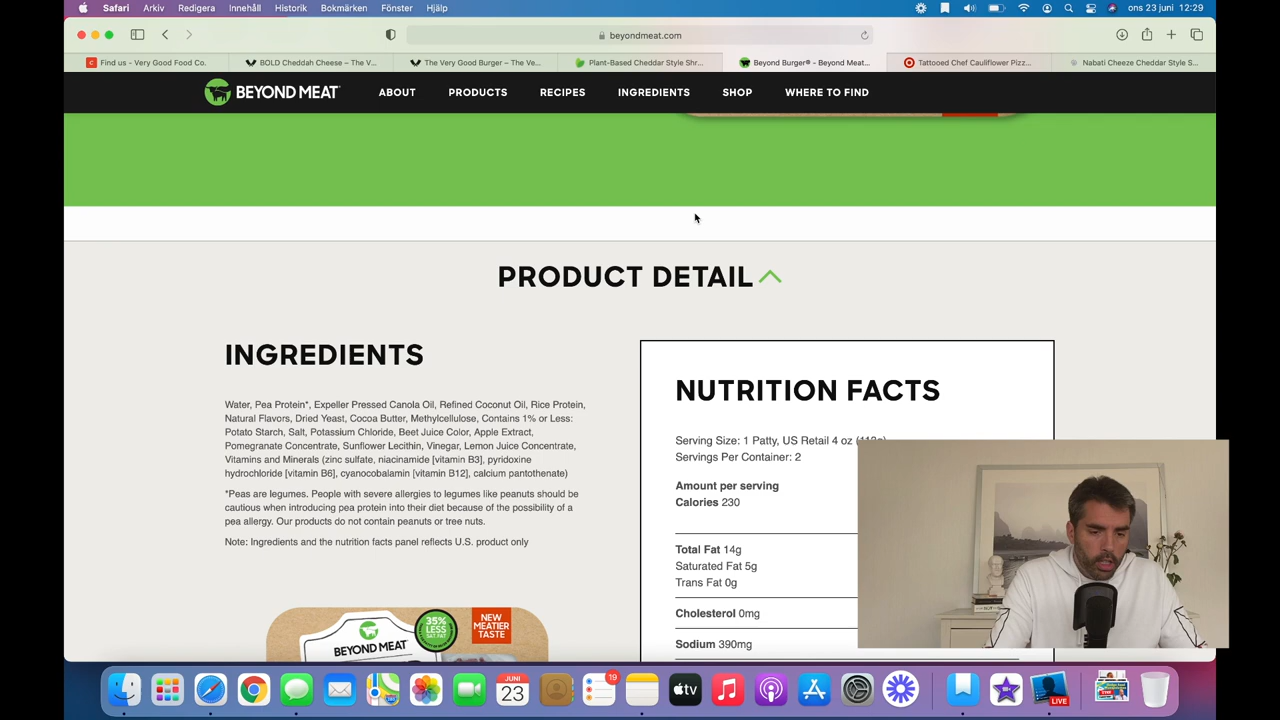 Safari Arkiv Redigera Innehåll Historik Bokmärken Fönster Hjälp ons 23 juni 12:29
beyondmeat.com
Find us - Very Good Food Co. BOLD Cheddah Cheese – The V... The Very Good Burger – The Ve... Plant-Based Cheddar Style Shr... Beyond Burger® - Beyond Meat... Tattooed Chef Cauliflower Pizz... Nabati Cheeze Cheddar Style S...
BEYOND MEAT ABOUT PRODUCTS RECIPES INGREDIENTS SHOP WHERE TO FIND
PRODUCT DETAIL
INGREDIENTS
Water, Pea Protein*, Expeller Pressed Canola Oil, Refined Coconut Oil, Rice Protein,
Natural Flavors, Dried Yeast, Cocoa Butter, Methylcellulose, Contains 1% or Less:
Potato Starch, Salt, Potassium Chloride, Beet Juice Color, Apple Extract,
Pomegranate Concentrate, Sunflower Lecithin, Vinegar, Lemon Juice Concentrate,
Vitamins and Minerals (zinc sulfate, niacinamide [vitamin B3], pyridoxine
hydrochloride [vitamin B6], cyanocobalamin [vitamin B12], calcium pantothenate)
*Peas are legumes. People with severe allergies to legumes like peanuts should be
cautious when introducing pea protein into their diet because of the possibility of a
pea allergy. Our products do not contain peanuts or tree nuts.
Note: Ingredients and the nutrition facts panel reflects U.S. product only
35% LESS SAT. FAT
NEW
MEATIER
TASTE
BEYOND MEAT
NUTRITION FACTS
Serving Size: 1 Patty, US Retail 4 oz
Servings Per Container: 2
Amount per serving
Calories 230
Total Fat 14g
Saturated Fat 5g
Trans Fat 0g
Cholesterol 0mg
Sodium 390mg
JUNI
23
19
tv
LIVE